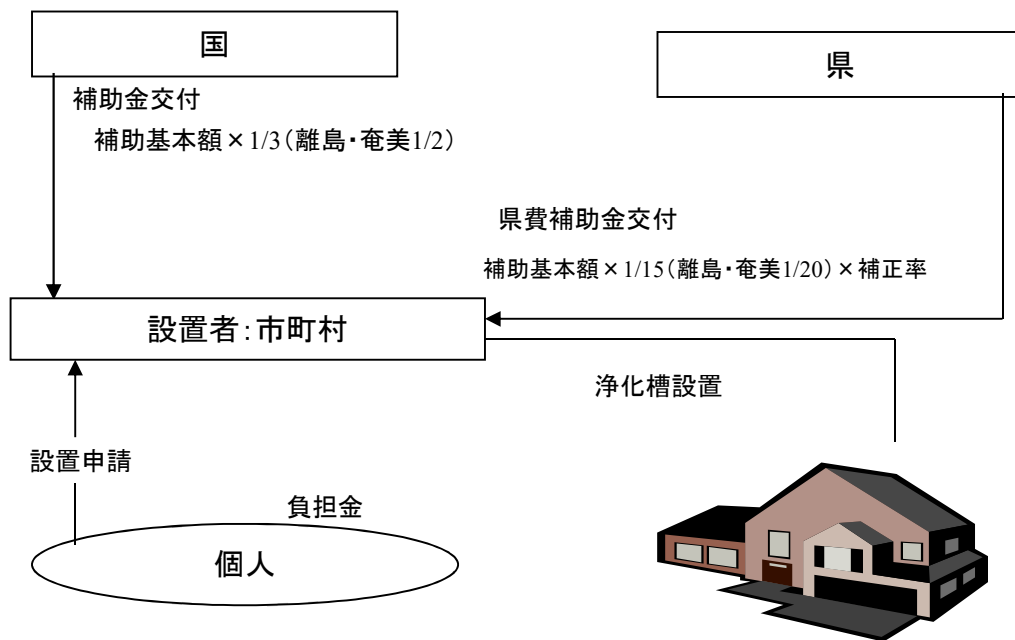 国
県
補助金交付
補助基本額×1/3(離島・奄美1/2)
県費補助金交付
補助基本額×1/15(離島・奄美1/20)×補正率
設置者:市町村
浄化槽設置
設置申請
負担金
個人